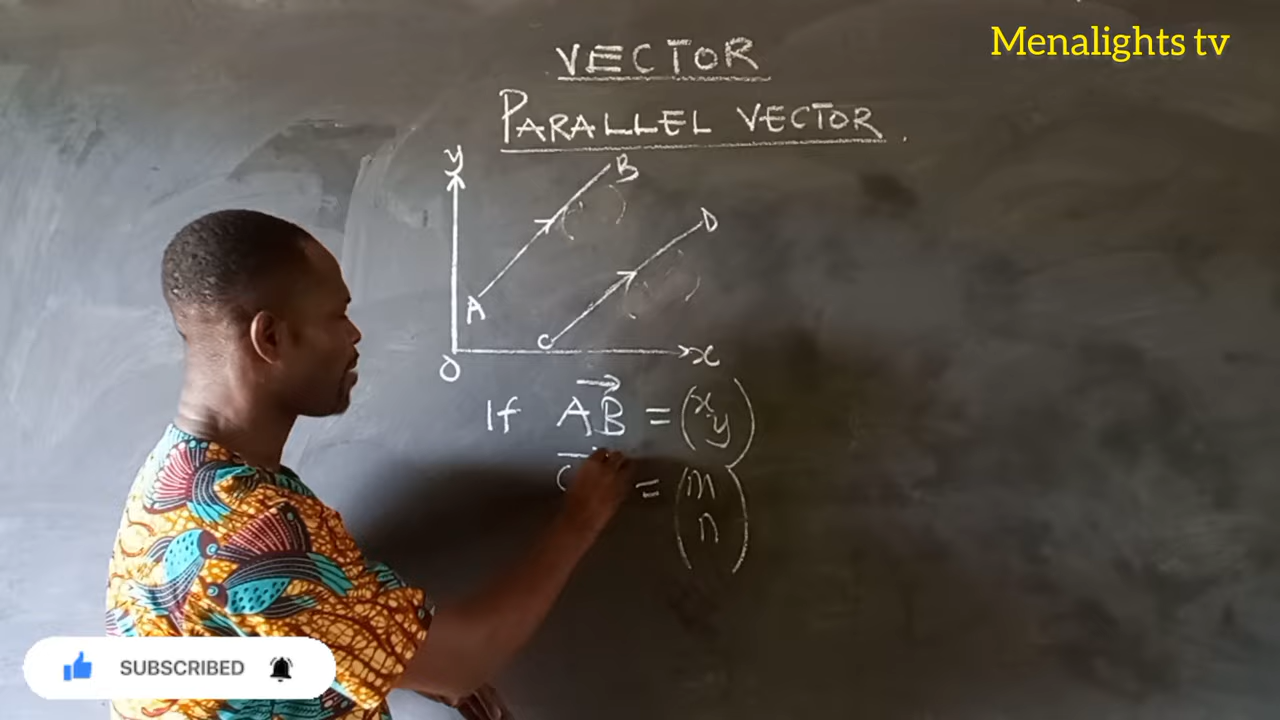 Menalights tv
VECTOR
PARALLEL VECTOR.
y
B
D
A
C
O
x
If AB = (x y)
= (m n)
SUBSCRIBED